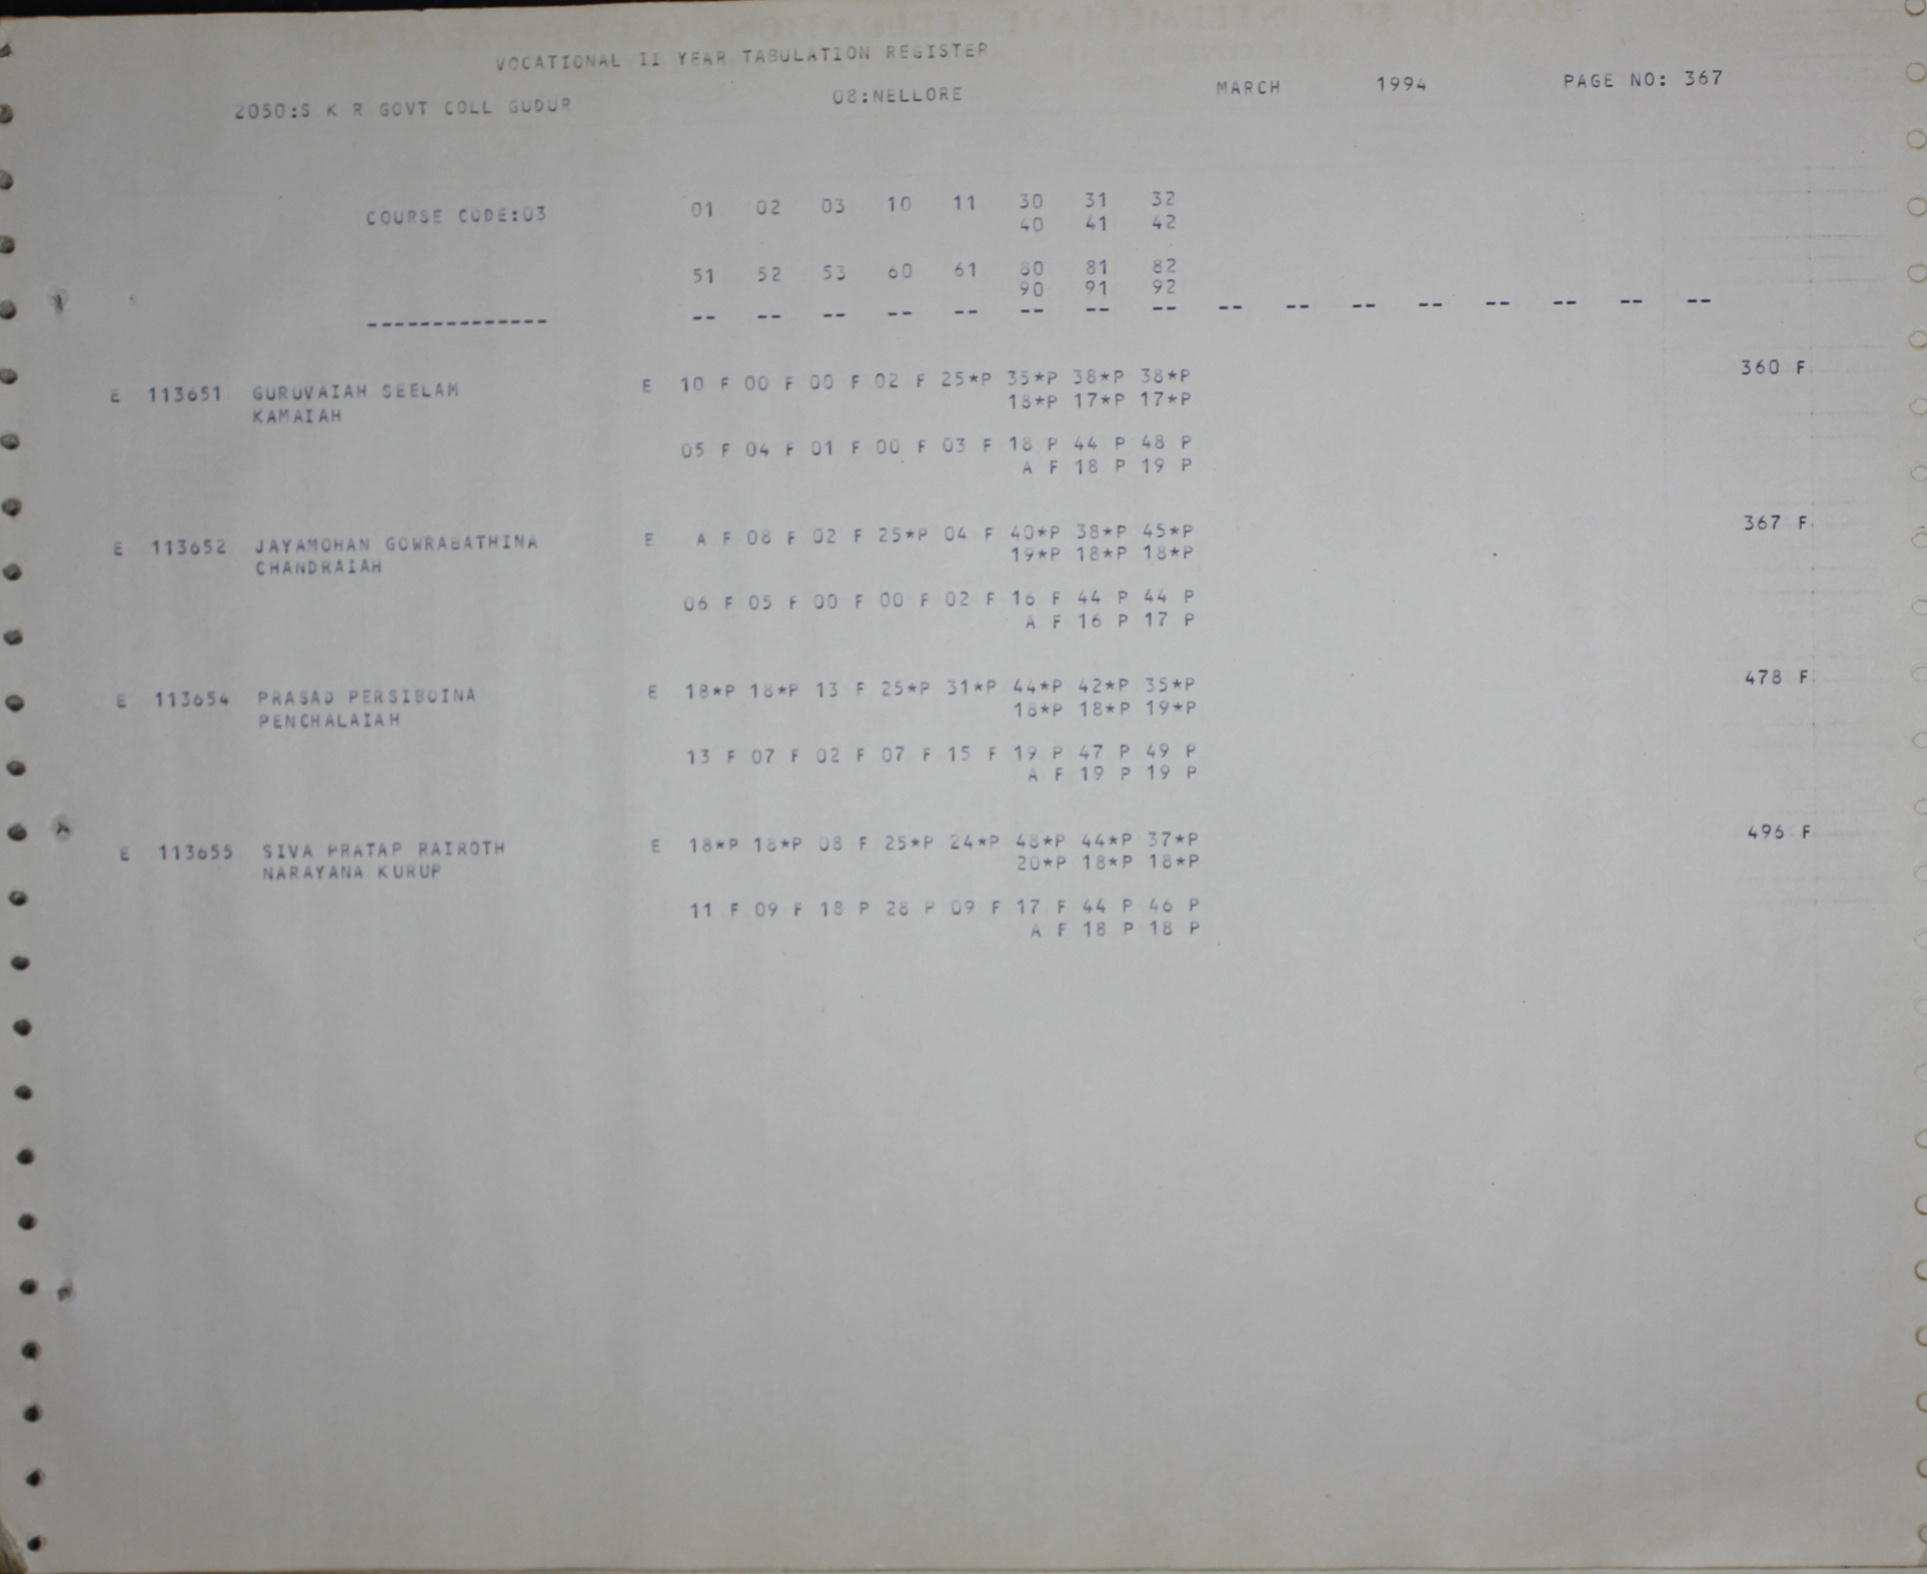 VOCATIONAL II YEAR TABULATION REGISTER
2050:S K R GOVT COLL GUDUR 08:NELLORE MARCH 1994 PAGE NO: 367
COURSE CODE:03 01 02 03 10 11 30 31 32
40 41 42
51 52 53 60 61 80 81 82
90 91 92
-------------- -- -- -- -- -- -- -- -- -- -- -- -- -- -- -- --
E 113651 GURUVAIAH SEELAM E 10 F 00 F 00 F 02 F 25*P 35*P 38*P 38*P 360 F
KAMAIAH 18*P 17*P 17*P
05 F 04 F 01 F 00 F 03 F 18 P 44 P 48 P
A F 18 P 19 P
E 113652 JAYAMOHAN GOWRABATHINA E A F 08 F 02 F 25*P 04 F 40*P 38*P 45*P 367 F
CHANDRAIAH 19*P 18*P 18*P
06 F 05 F 00 F 00 F 02 F 16 F 44 P 44 P
A F 16 P 17 P
E 113654 PRASAD PERSIBOINA E 18*P 18*P 13 F 25*P 31*P 44*P 42*P 35*P 478 F
PENCHALAIAH 18*P 18*P 19*P
13 F 07 F 02 F 07 F 15 F 19 P 47 P 49 P
A F 19 P 19 P
E 113655 SIVA PRATAP RAIROTH E 18*P 18*P 08 F 25*P 24*P 48*P 44*P 37*P 496 F
NARAYANA KURUP 20*P 18*P 18*P
11 F 09 F 18 P 28 P 09 F 17 F 44 P 46 P
A F 18 P 18 P